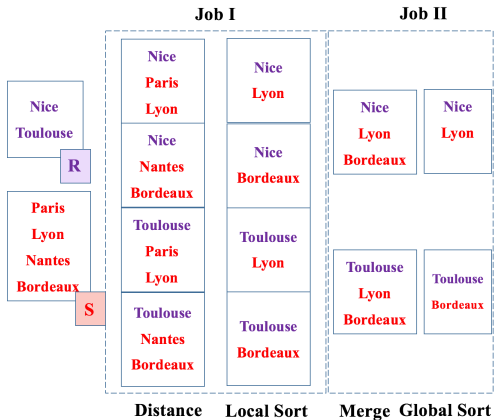 Job I
Job II
Nice
Toulouse
R
Paris
Lyon
Nantes
Bordeaux
S
Nice
Paris
Lyon
Nice
Nantes
Bordeaux
Toulouse
Paris
Lyon
Toulouse
Nantes
Bordeaux
Nice
Lyon
Nice
Bordeaux
Toulouse
Lyon
Toulouse
Bordeaux
Nice
Lyon
Bordeaux
Toulouse
Lyon
Bordeaux
Nice
Lyon
Toulouse
Bordeaux
Distance
Local Sort
Merge
Global Sort